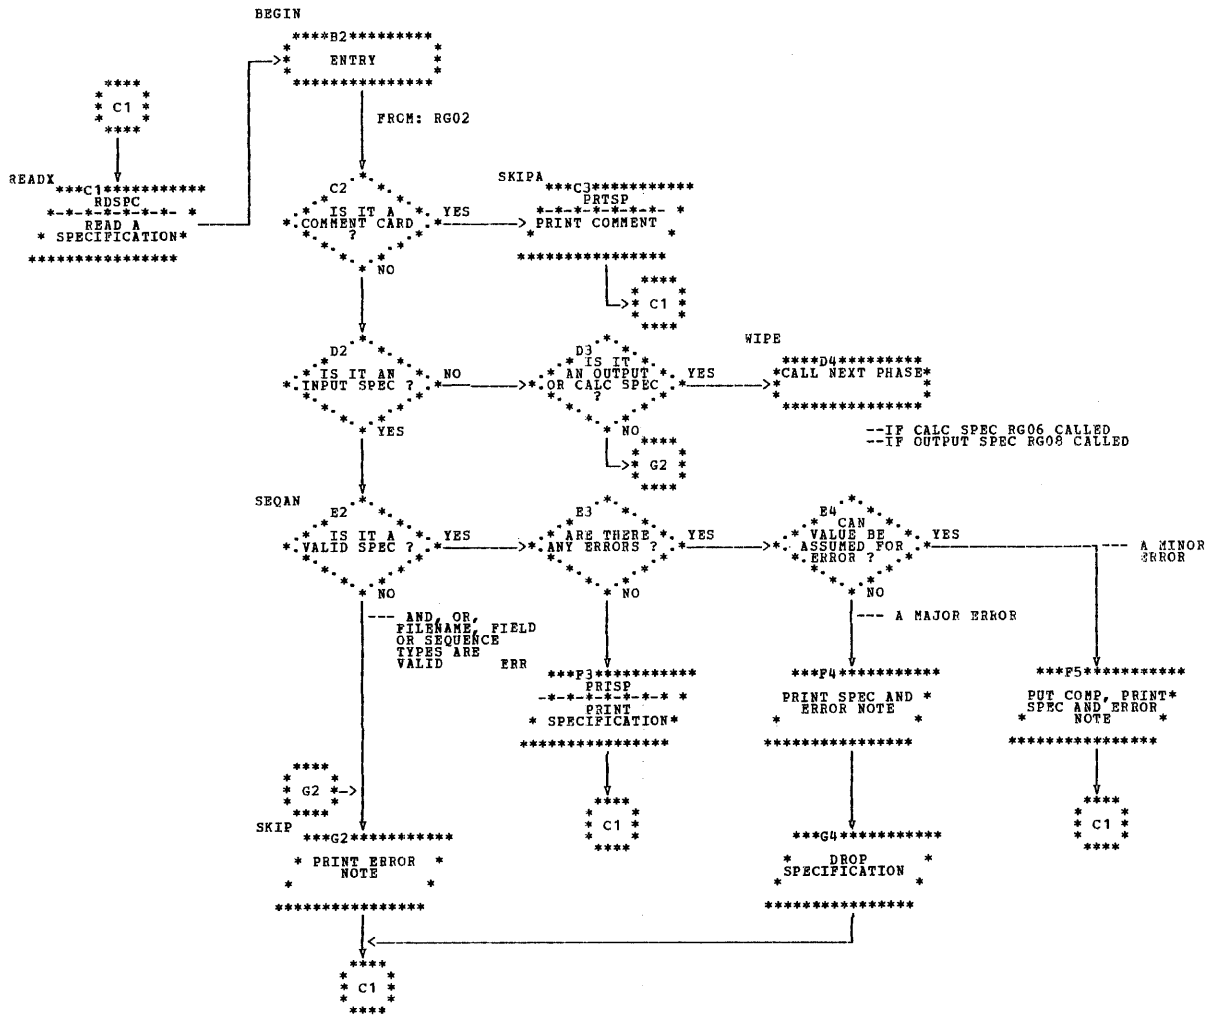 BEGIN
B2
ENTRY
C1
FROM: RG02
READX
C1
RDSPC
READ A
SPECIFICATION
C2
IS IT A
COMMENT CARD
?
YES
NO
SKIPA
C3
PRTSP
PRINT COMMENT
C1
D2
IS IT AN
INPUT SPEC ?
NO
YES
D3
IS IT
AN OUTPUT
OR CALC SPEC
?
YES
NO
WIPE
D4
CALL NEXT PHASE
--IF CALC SPEC RG06 CALLED
--IF OUTPUT SPEC RG08 CALLED
G2
SEQAN
E2
IS IT A
VALID SPEC ?
YES
NO
E3
ARE THERE
ANY ERRORS ?
YES
NO
E4
CAN
VALUE BE
ASSUMED FOR
ERROR ?
YES
NO
--- A MINOR
ERROR
--- AND, OR,
FILENAME, FIELD
OR SEQUENCE
TYPES ARE
VALID ERR
--- A MAJOR ERROR
F3
PRTSP
PRINT
SPECIFICATION
F4
PRINT SPEC AND
ERROR NOTE
F5
PUT COMP, PRINT
SPEC AND ERROR
NOTE
G2
C1
C1
SKIP
G2
PRINT ERROR
NOTE
G4
DROP
SPECIFICATION
C1